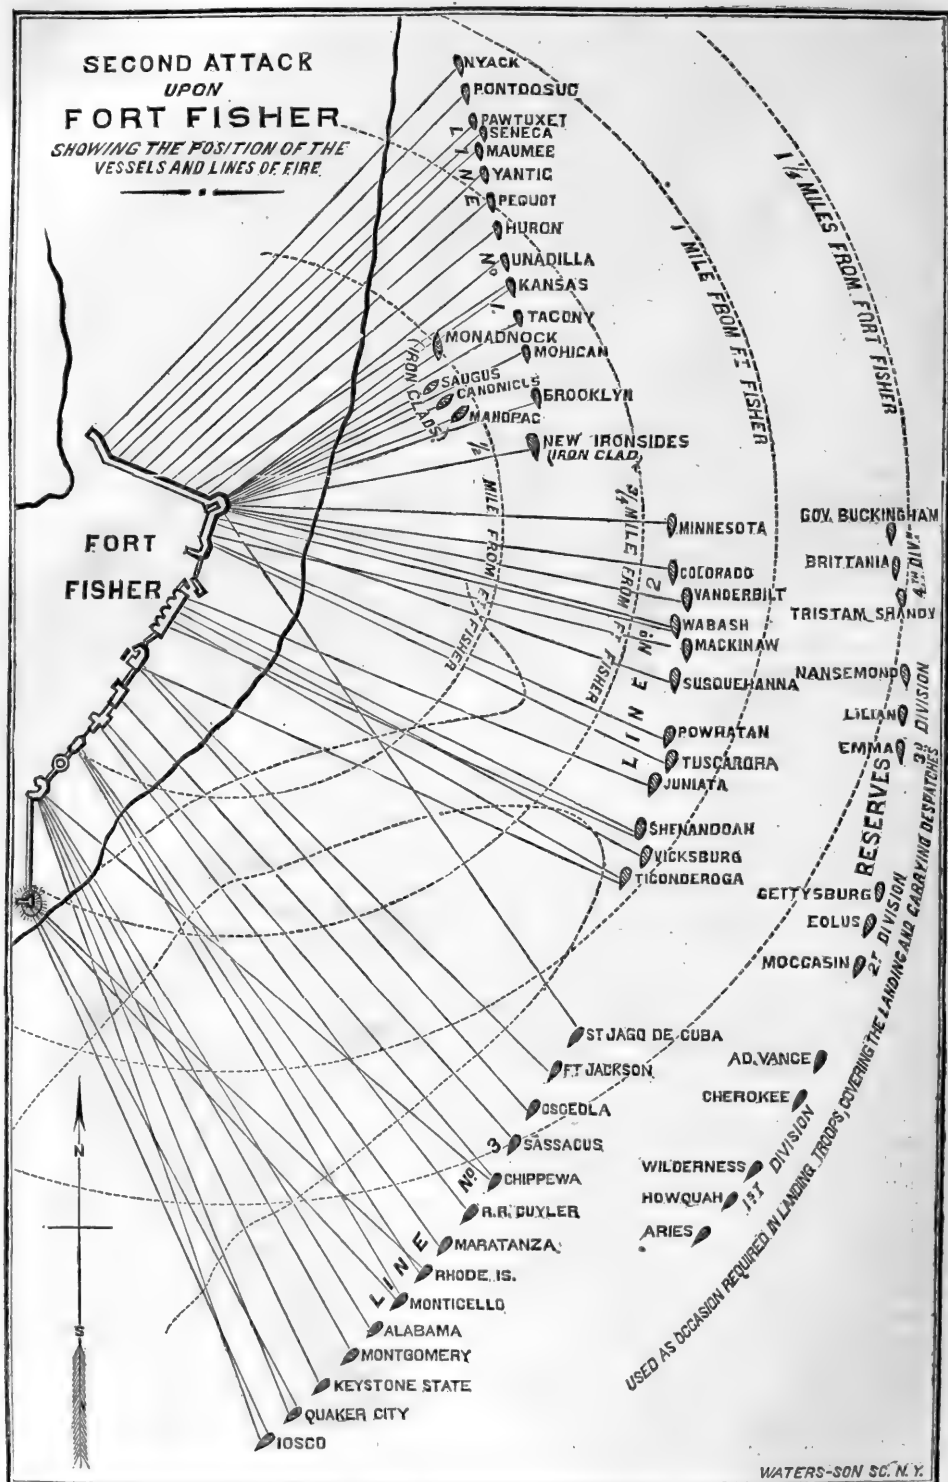 SECOND ATTACK
UPON
FORT FISHER
SHOWING THE POSITION OF THE
VESSELS AND LINES OF FIRE
NYACK
PONTOOSUC
PAWTUXET
SENECA
MAUMEE
YANTIC
PEQUOT
HURON
UNADILLA
KANSAS
TACONY
MOHICAN
BROOKLYN
NEW IRONSIDES
(IRON CLAD)
LINE No 1.
MONADNOCK
SAUGUS
CANONICUS
MAHOPAC
(IRON CLADS)
1/2 MILE FROM FT FISHER
3/4 MILE FROM FT FISHER
1 MILE FROM FT FISHER
1 1/4 MILES FROM FORT FISHER
FORT
FISHER
MINNESOTA
COLORADO
VANDERBILT
WABASH
MACKINAW
SUSQUEHANNA
POWHATAN
TUSCARORA
JUNIATA
SHENANDOAH
VICKSBURG
TICONDEROGA
LINE No 2
GOV. BUCKINGHAM
BRITTANIA
TRISTAM SHANDY
4TH DIVN
NANSEMOND
LILIAN
EMMA
3D DIVISION
RESERVES
GETTYSBURG
EOLUS
MOCCASIN
2T DIVISION
AD. VANCE
CHEROKEE
WILDERNESS
HOWQUAH
ARIES
1ST DIVISION
USED AS OCCASION REQUIRED IN LANDING TROOPS, COVERING THE LANDING AND CARRYING DESPATCHES
ST JAGO DE CUBA
FT JACKSON
OSCEOLA
SASSACUS
CHIPPEWA
R.R. CUYLER
MARATANZA
RHODE IS.
MONTICELLO
ALABAMA
MONTGOMERY
KEYSTONE STATE
QUAKER CITY
IOSCO
LINE No 3
N
S
WATERS-SON SC. N.Y.